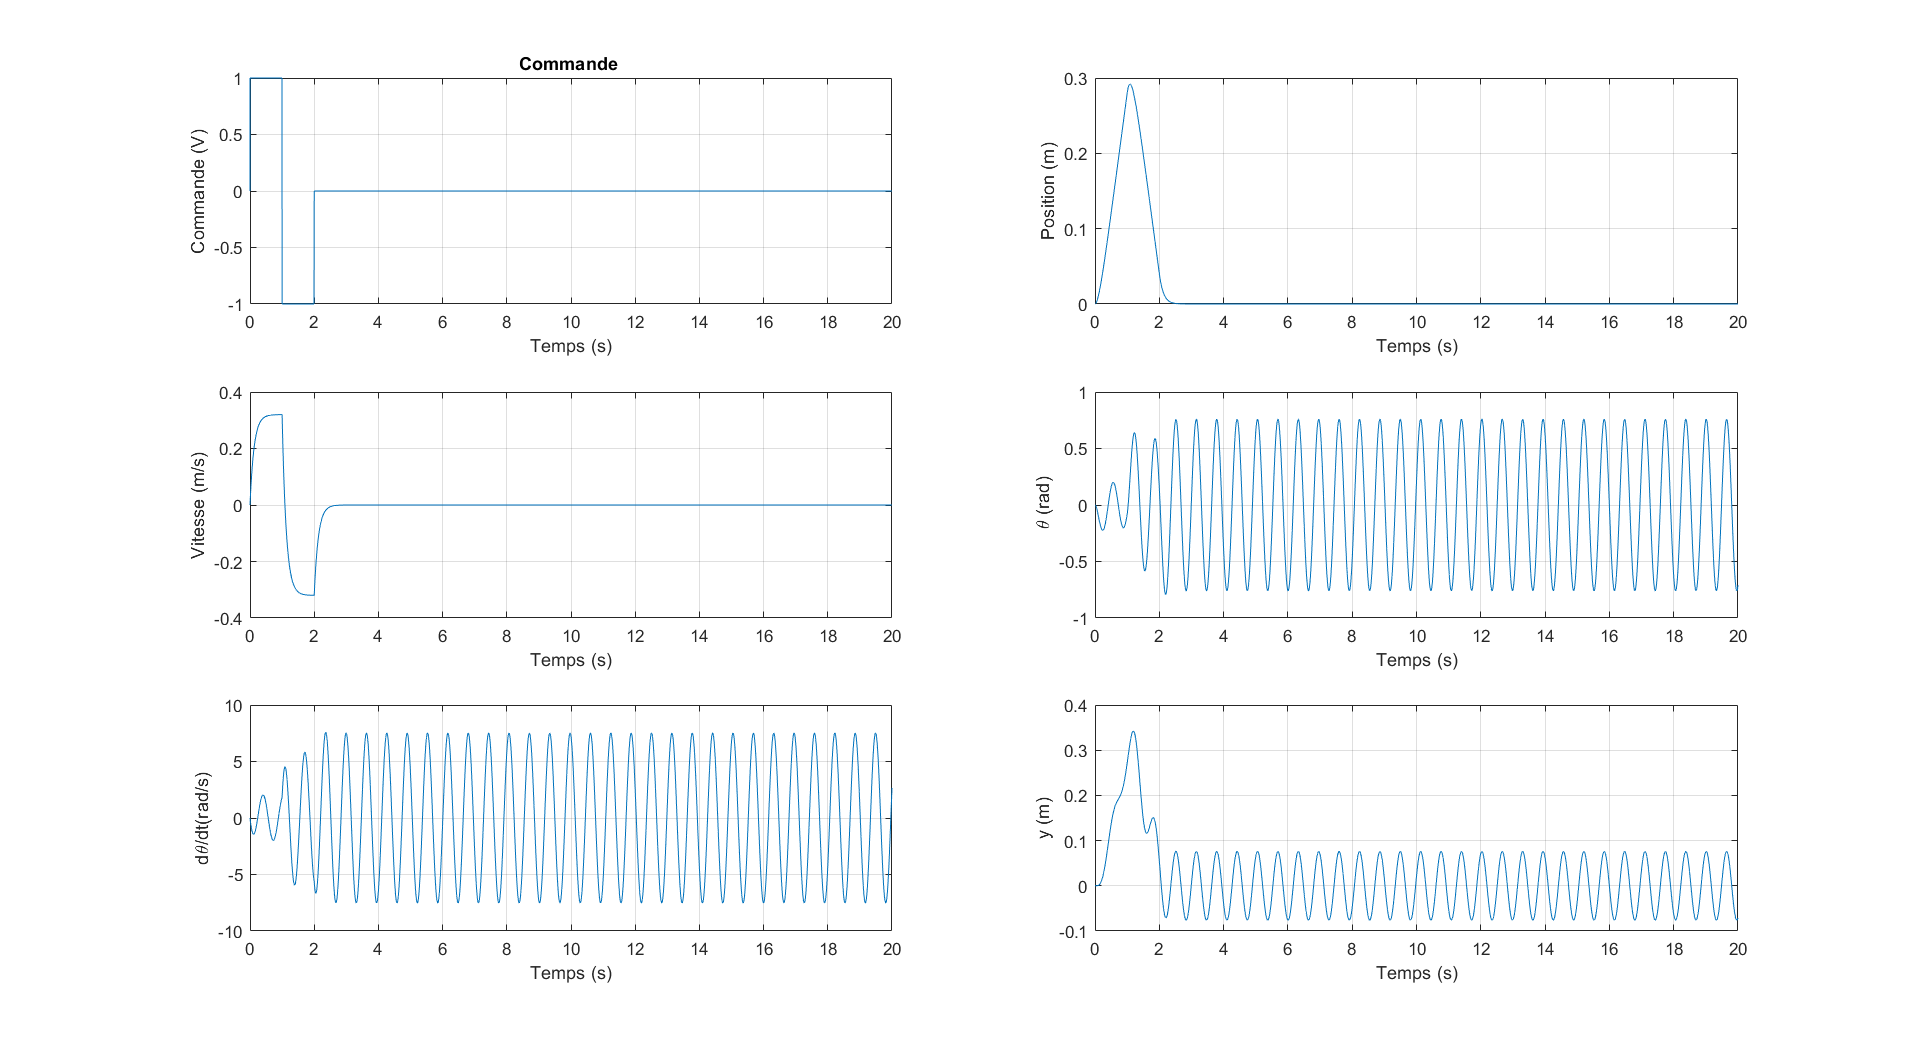 Commande
Commande (V)
1
0.5
0
-0.5
-1
0 2 4 6 8 10 12 14 16 18 20
Temps (s)
Position (m)
0.3
0.2
0.1
0
0 2 4 6 8 10 12 14 16 18 20
Temps (s)
Vitesse (m/s)
0.4
0.2
0
-0.2
-0.4
0 2 4 6 8 10 12 14 16 18 20
Temps (s)
θ (rad)
1
0.5
0
-0.5
-1
0 2 4 6 8 10 12 14 16 18 20
Temps (s)
dθ/dt(rad/s)
10
5
0
-5
-10
0 2 4 6 8 10 12 14 16 18 20
Temps (s)
y (m)
0.4
0.3
0.2
0.1
0
-0.1
0 2 4 6 8 10 12 14 16 18 20
Temps (s)